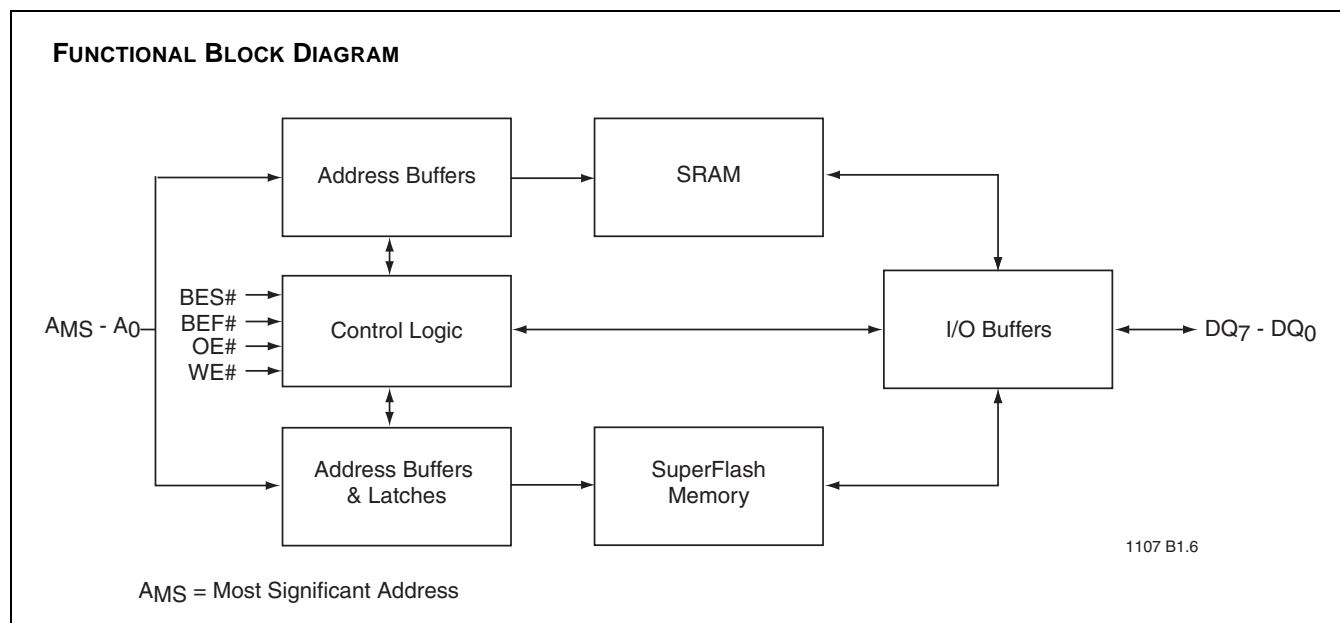 FUNCTIONAL BLOCK DIAGRAM
Address Buffers
SRAM
AMS - A0
BES#
BEF#
OE#
WE#
Control Logic
I/O Buffers
DQ7 - DQ0
Address Buffers
& Latches
SuperFlash
Memory
1107 B1.6
AMS = Most Significant Address